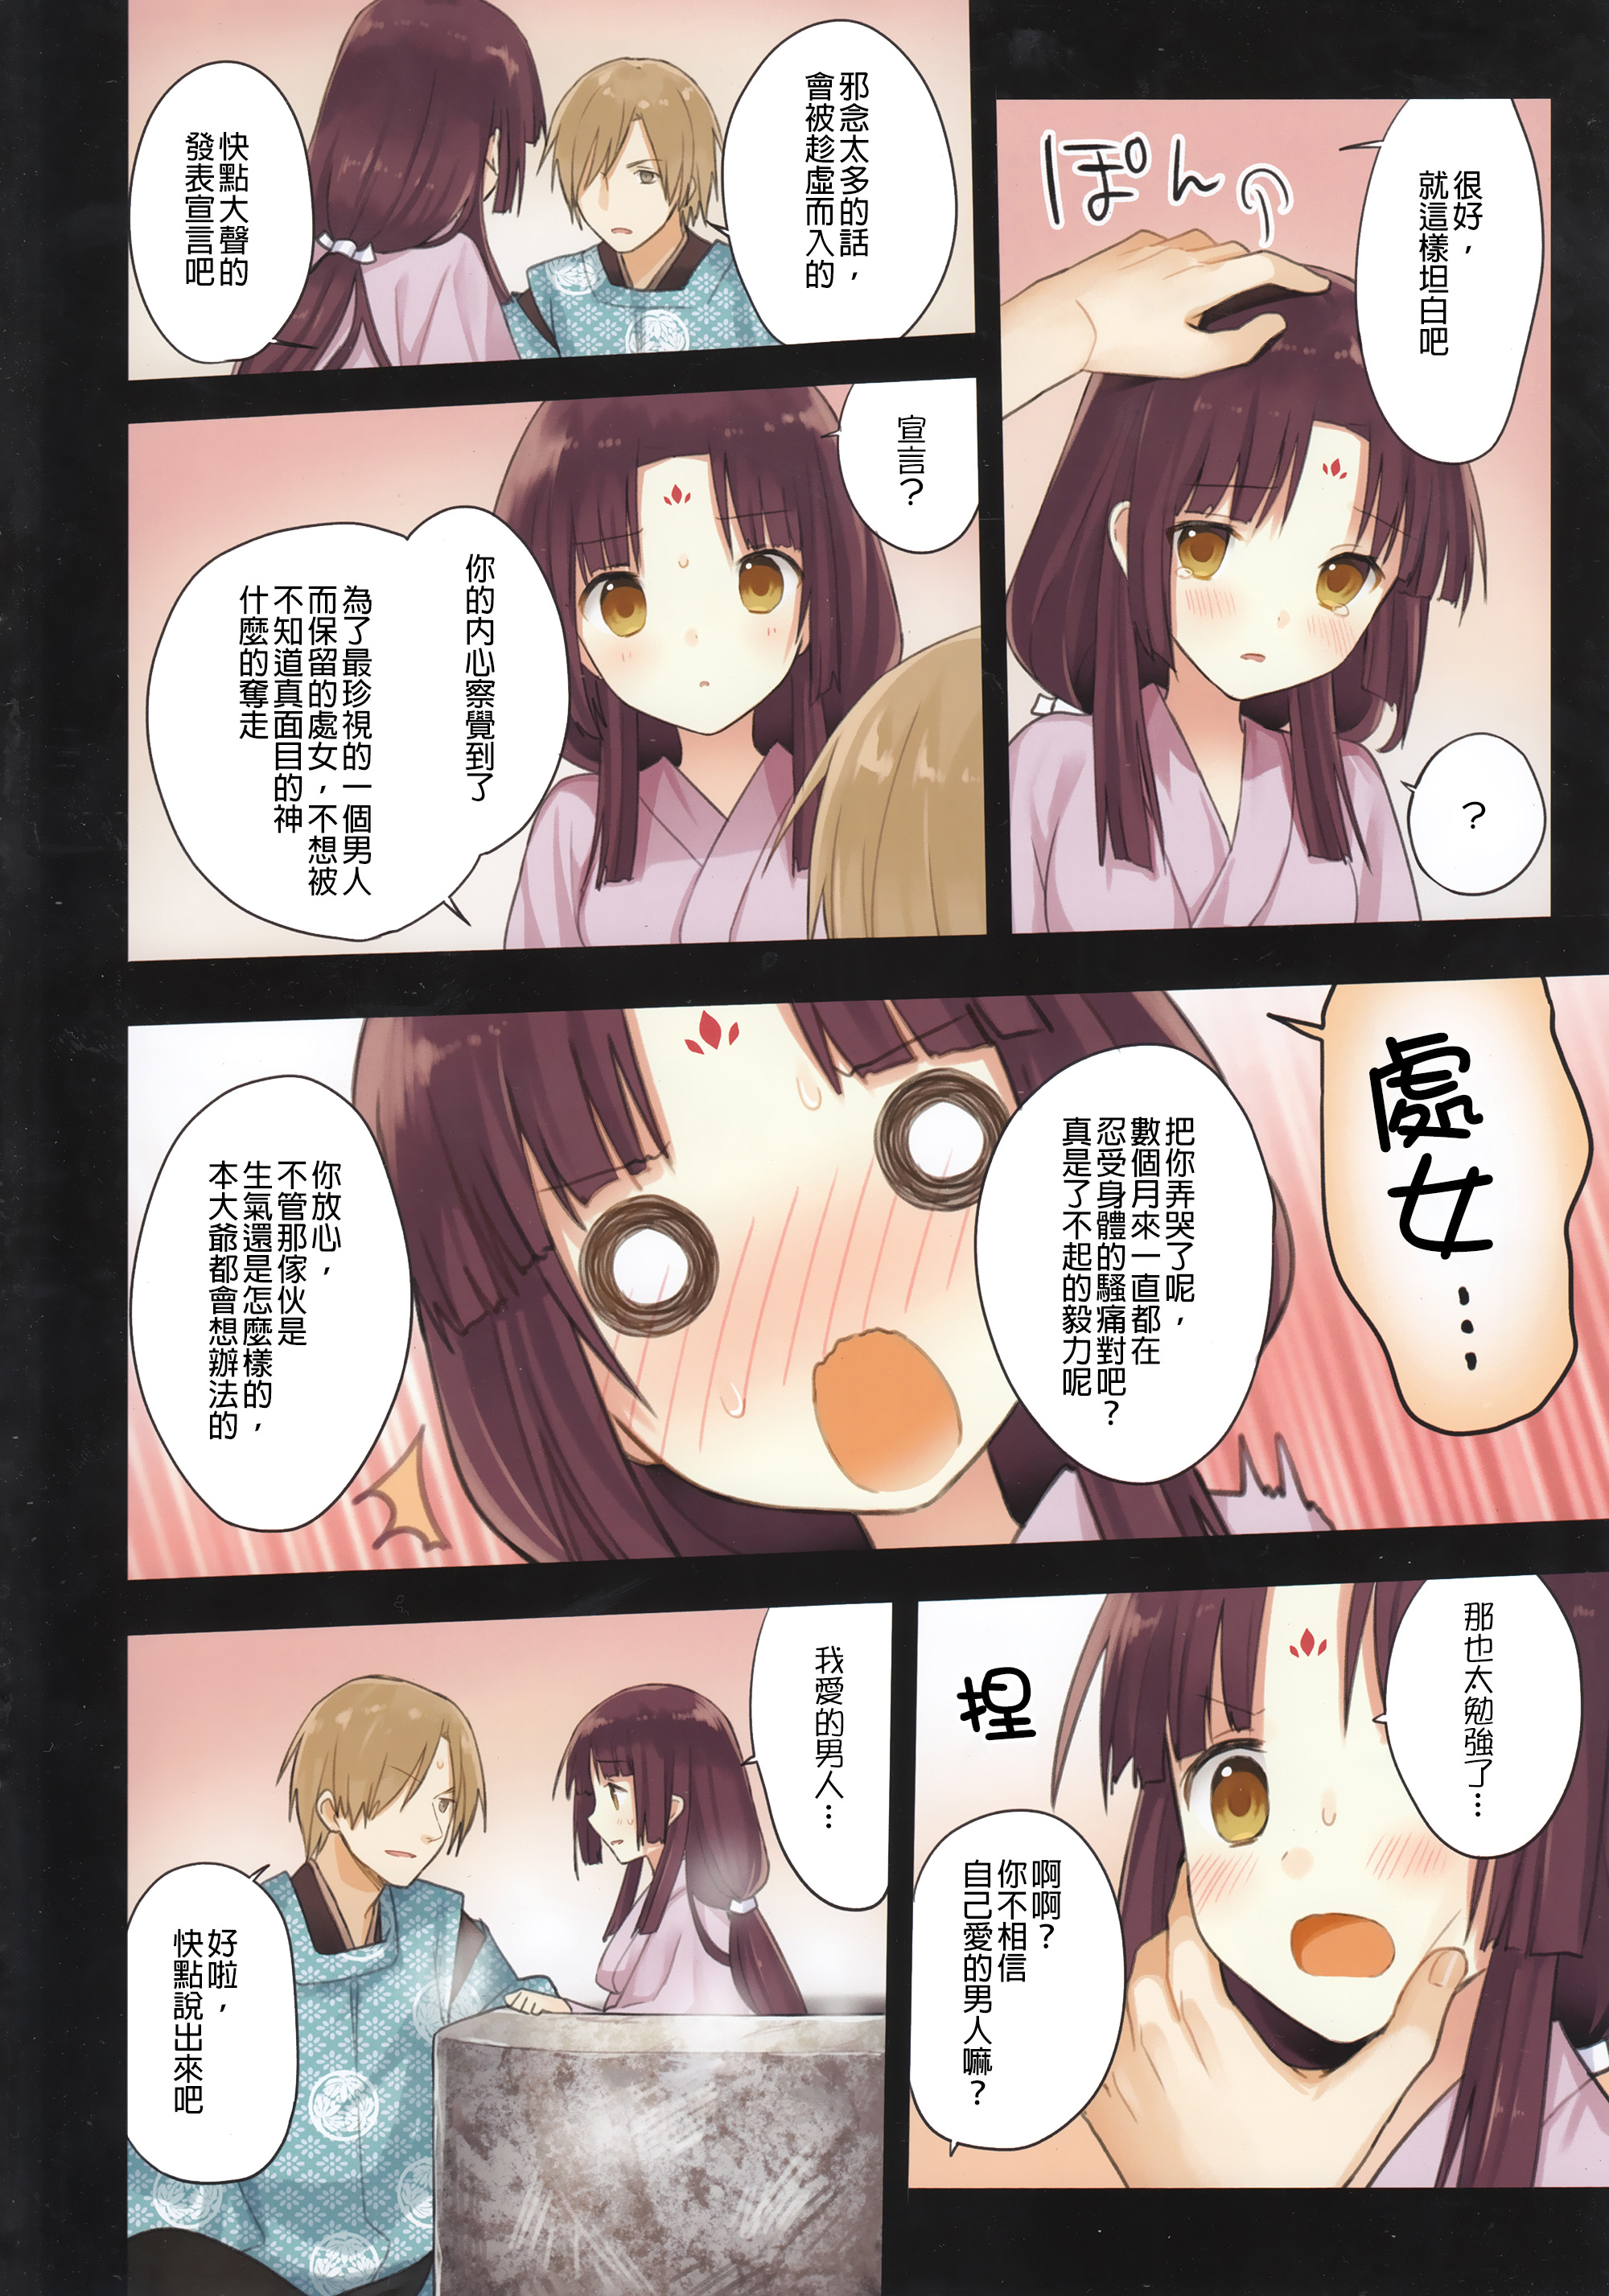 很好，
就這樣坦白吧
ぽんの
？
邪念太多的話，
會被趁虛而入的
快點大聲的
發表宣言吧
宣言？
你的內心察覺到了
為了最珍視的一個男人
而保留的處女，不想被
不知道真面目的神
什麼的奪走
處女……
把你弄哭了呢，
數個月來一直都在
忍受身體的騷痛對吧？
真是了不起的毅力呢
你放心，
不管那傢伙是
生氣還是怎麼樣的，
本大爺都會想辦法的
那也太勉強了…
捏
啊啊？
你不相信
自己愛的男人嘛？
我愛的男人…
好啦，
快點說出來吧